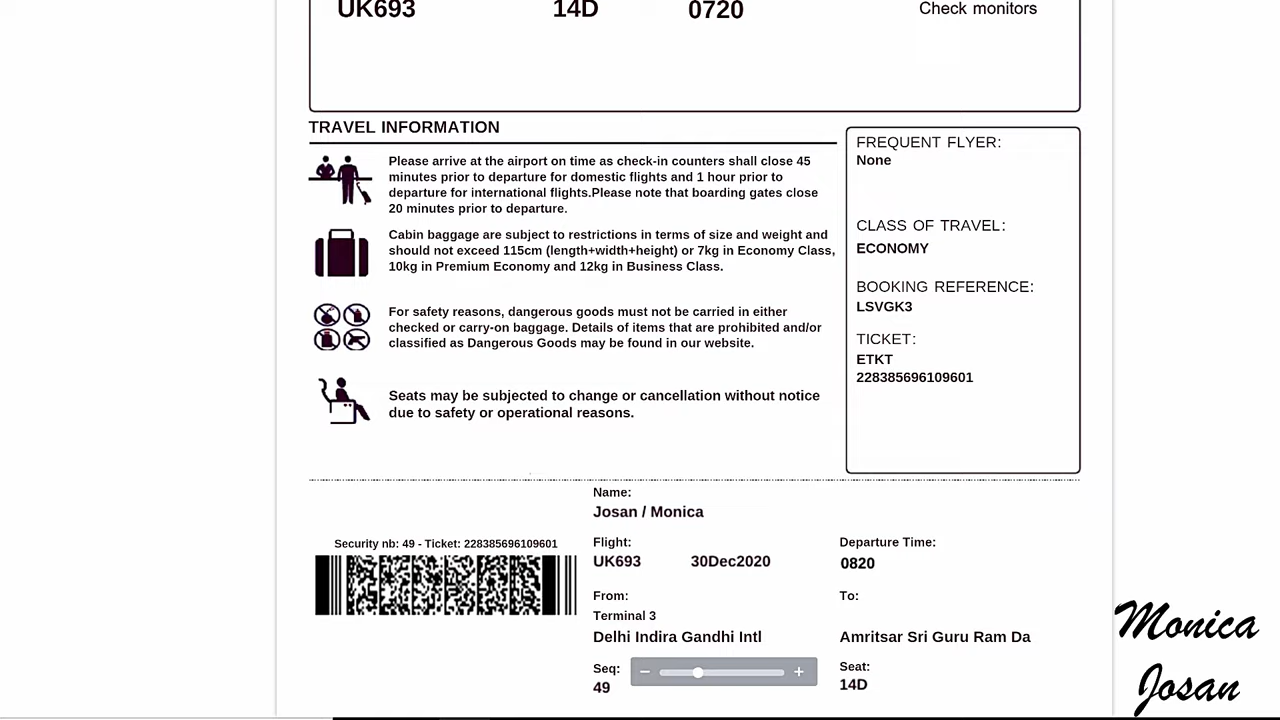 UK693 14D 0720 Check monitors
TRAVEL INFORMATION
Please arrive at the airport on time as check-in counters shall close 45
minutes prior to departure for domestic flights and 1 hour prior to
departure for international flights.Please note that boarding gates close
20 minutes prior to departure.
Cabin baggage are subject to restrictions in terms of size and weight and
should not exceed 115cm (length+width+height) or 7kg in Economy Class,
10kg in Premium Economy and 12kg in Business Class.
For safety reasons, dangerous goods must not be carried in either
checked or carry-on baggage. Details of items that are prohibited and/or
classified as Dangerous Goods may be found in our website.
Seats may be subjected to change or cancellation without notice
due to safety or operational reasons.
FREQUENT FLYER:
None
CLASS OF TRAVEL:
ECONOMY
BOOKING REFERENCE:
LSVGK3
TICKET:
ETKT
228385696109601
Security nb: 49 - Ticket: 228385696109601
Name:
Josan / Monica
Flight: Departure Time:
UK693 30Dec2020 0820
From: To:
Terminal 3
Delhi Indira Gandhi Intl Amritsar Sri Guru Ram Da
Seq: Seat:
49 14D
Monica
Josan